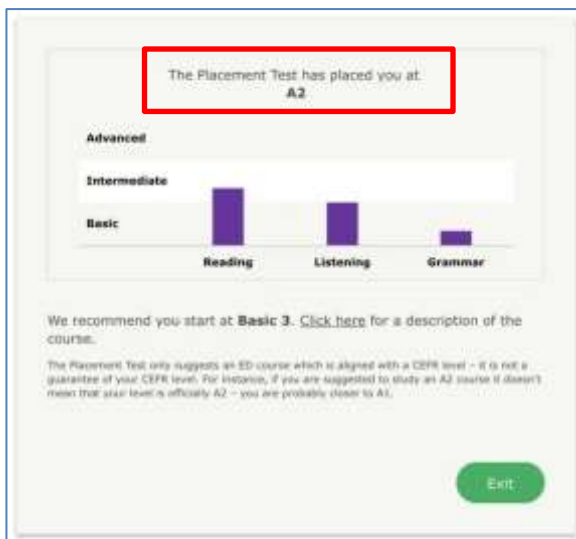 The Placement Test has placed you at
A2
Advanced
Intermediate
Basic
Reading Listening Grammar
We recommend you start at Basic 3. Click here for a description of the
course.
The Placement Test only suggests an ED course which is aligned with a CEFR level – it is not a
guarantee of your CEFR level. For instance, if you are suggested to study an A2 course it doesn't
mean that your level is officially A2 – you are probably closer to A1.
Exit